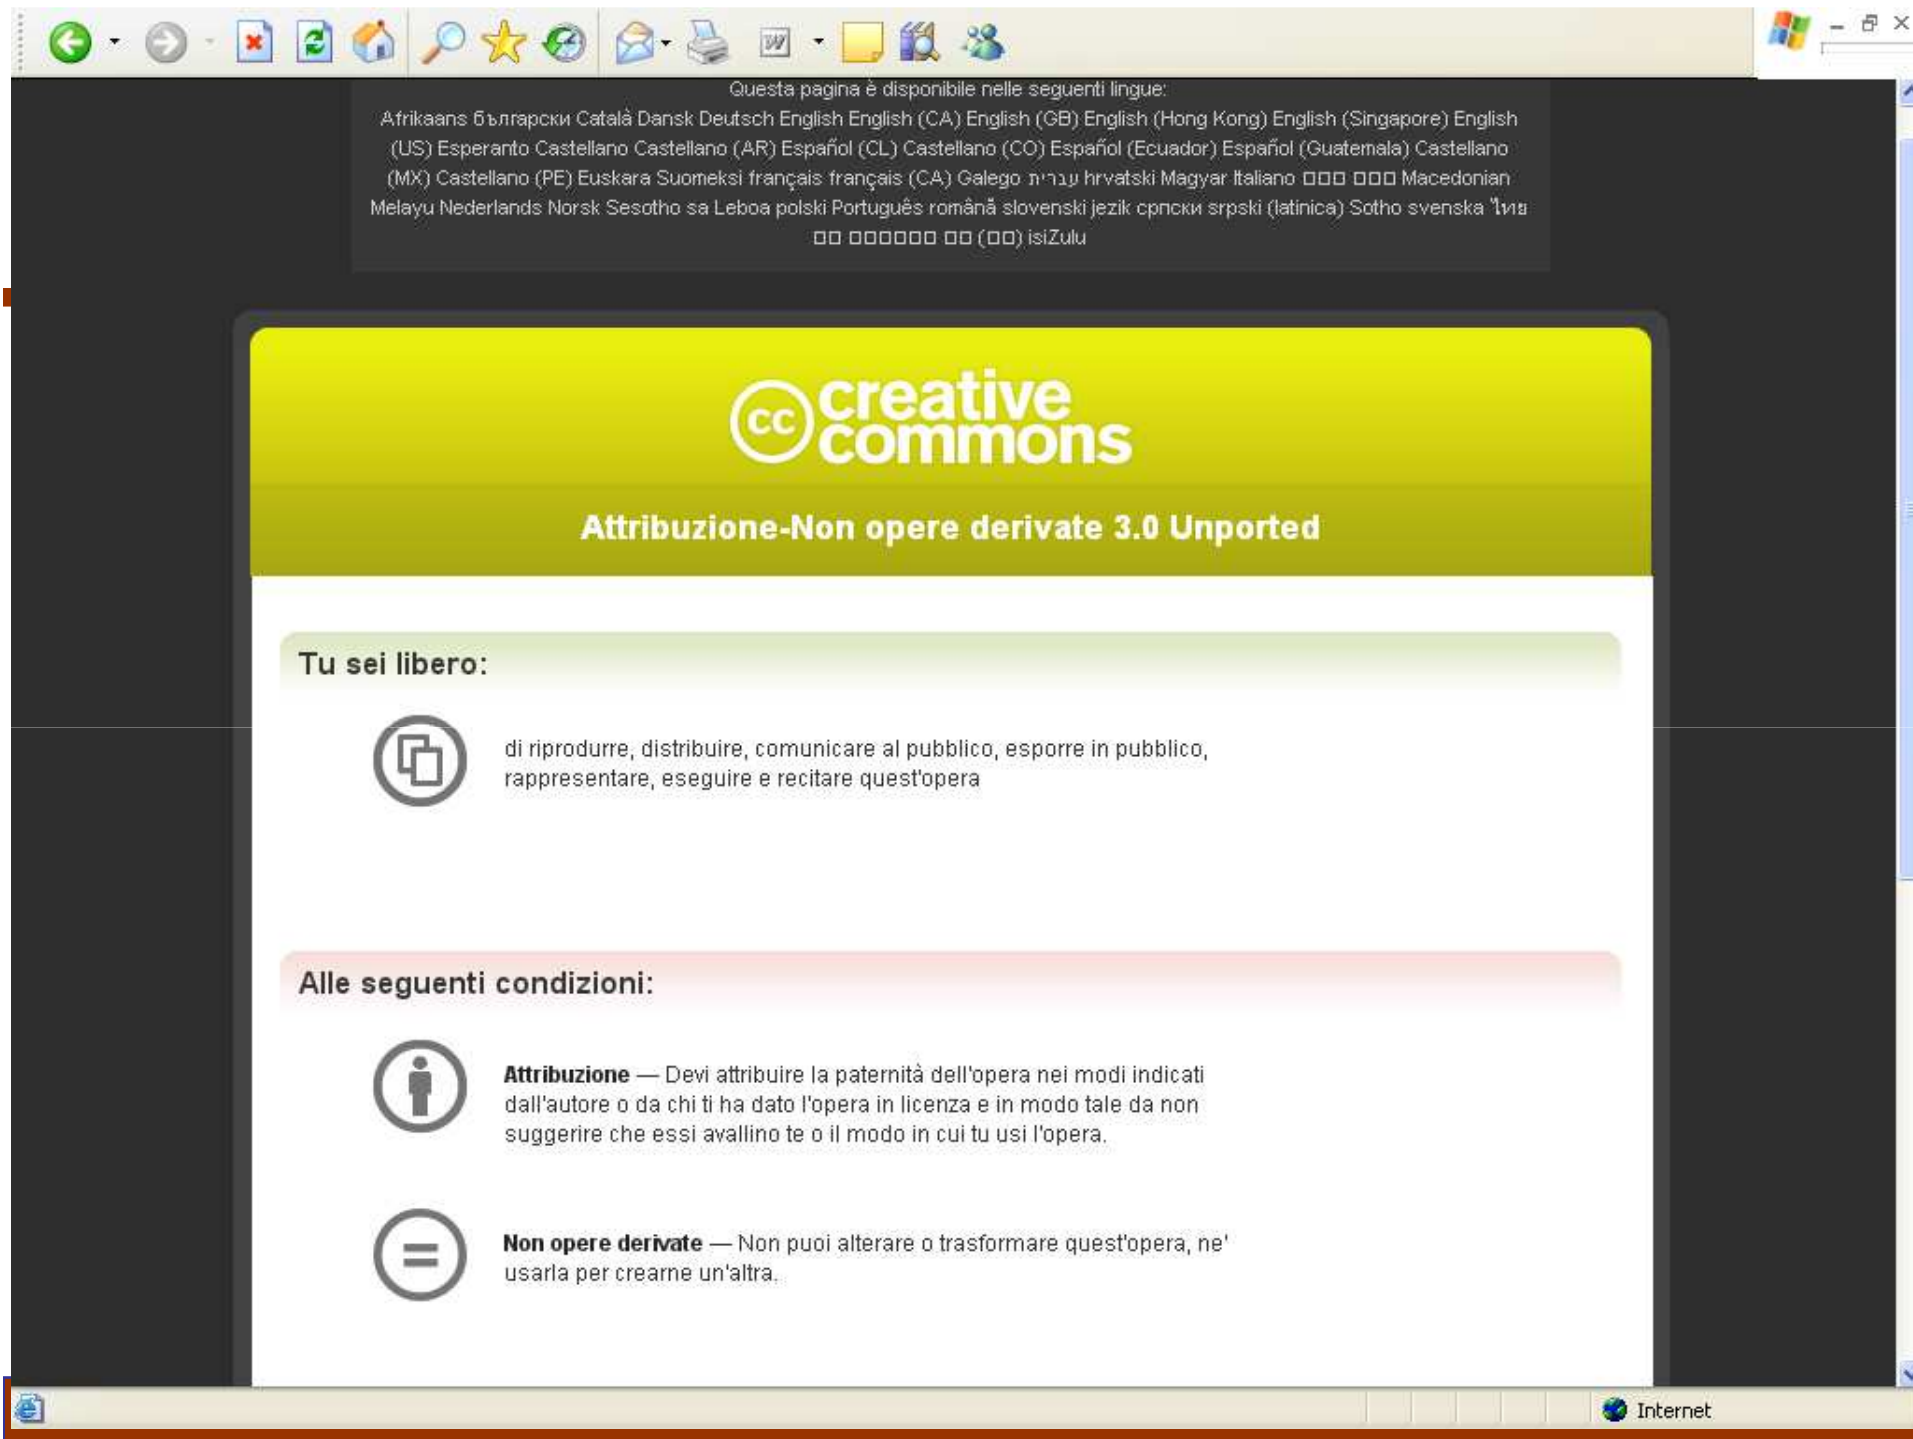 Questa pagina è disponibile nelle seguenti lingue:
Afrikaans български Català Dansk Deutsch English English (CA) English (GB) English (Hong Kong) English (Singapore) English
(US) Esperanto Castellano Castellano (AR) Español (CL) Castellano (CO) Español (Ecuador) Español (Guatemala) Castellano
(MX) Castellano (PE) Euskara Suomeksi français français (CA) Galego עברית hrvatski Magyar Italiano □□□ □□□ Macedonian
Melayu Nederlands Norsk Sesotho sa Leboa polski Português română slovenski jezik српски srpski (latinica) Sotho svenska ไทย
□□ □□□□□□ □□ (□□) isiZulu
cc creative
commons
Attribuzione-Non opere derivate 3.0 Unported
Tu sei libero:
di riprodurre, distribuire, comunicare al pubblico, esporre in pubblico,
rappresentare, eseguire e recitare quest'opera
Alle seguenti condizioni:
Attribuzione — Devi attribuire la paternità dell'opera nei modi indicati
dall'autore o da chi ti ha dato l'opera in licenza e in modo tale da non
suggerire che essi avallino te o il modo in cui tu usi l'opera.
Non opere derivate — Non puoi alterare o trasformare quest'opera, ne'
usarla per crearne un'altra.
Internet